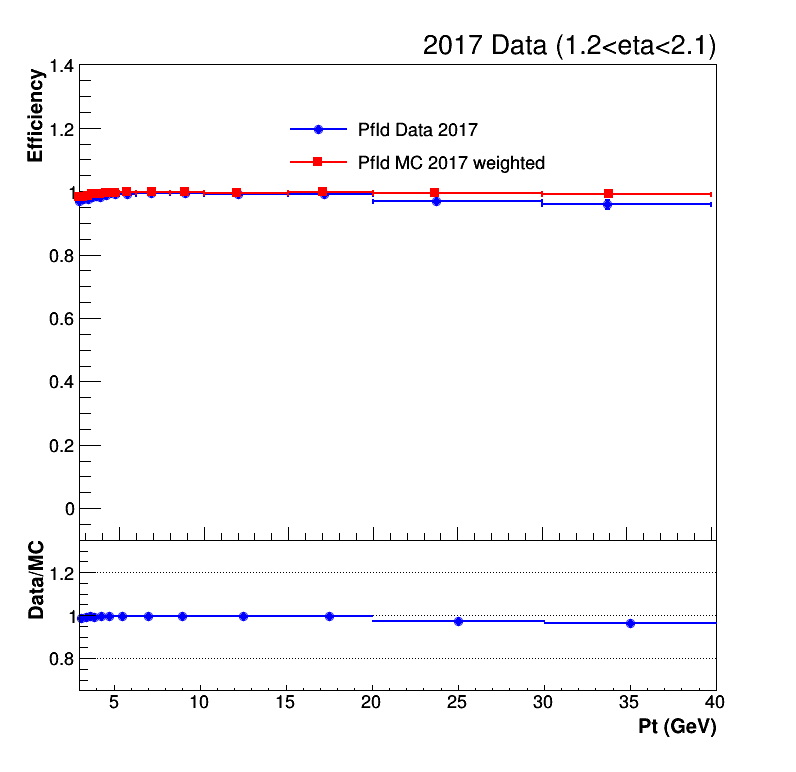 2017 Data (1.2<eta<2.1)
Efficiency
1.4
1.2
1
0.8
0.6
0.4
0.2
0
PfId Data 2017
PfId MC 2017 weighted
Data/MC
1.2
1
0.8
5 10 15 20 25 30 35 40
Pt (GeV)